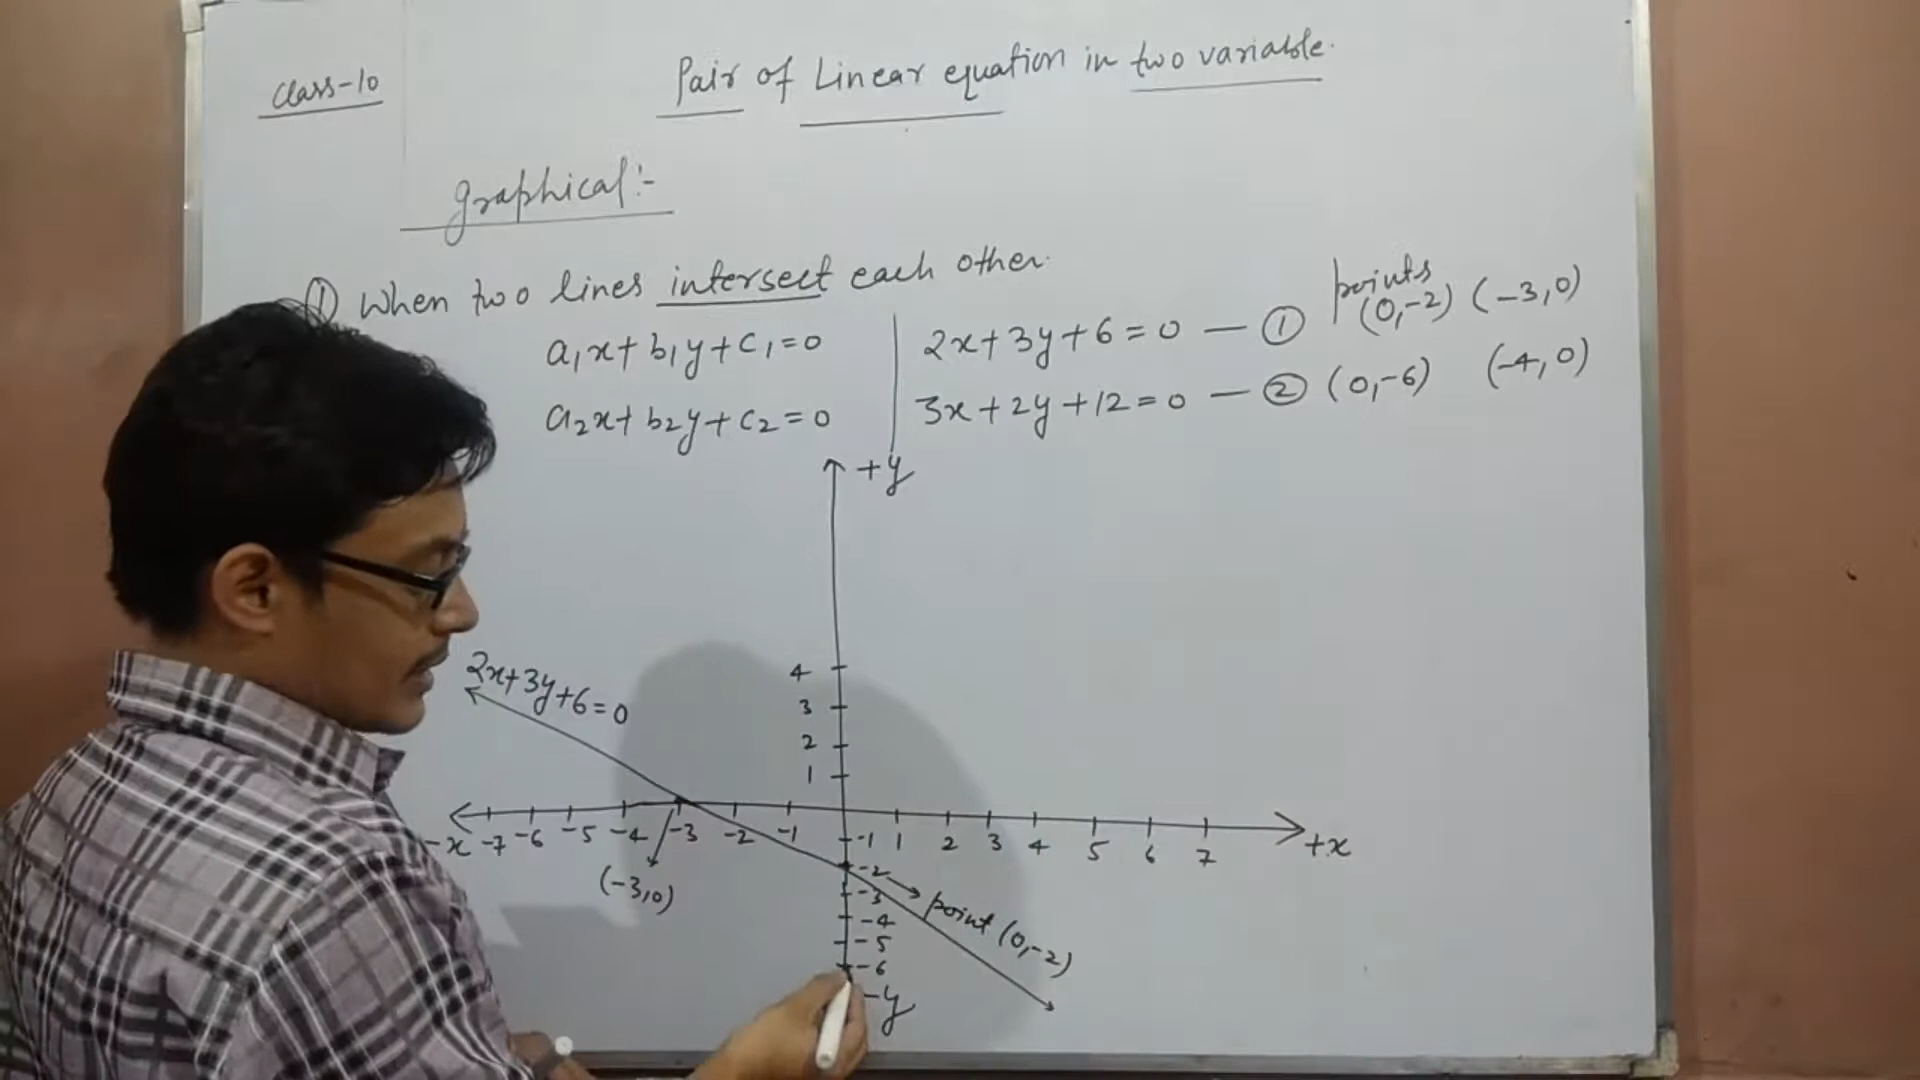 Class-10
Pair of Linear equation in two variable.
graphical:-
① When two lines intersect each other.
a₁x+b₁y+c₁=0
a₂x+b₂y+c₂=0
points
2x+3y+6=0 — ① (0,-2) (-3,0)
3x+2y+12=0 — ② (0,-6) (-4,0)
+y
2x+3y+6=0
4
3
2
1
-x -7 -6 -5 -4 -3 -2 -1 1 2 3 4 5 6 7 +x
-1
-2
-3
-4
-5
-6
-y
(-3,0)
point (0,-2)